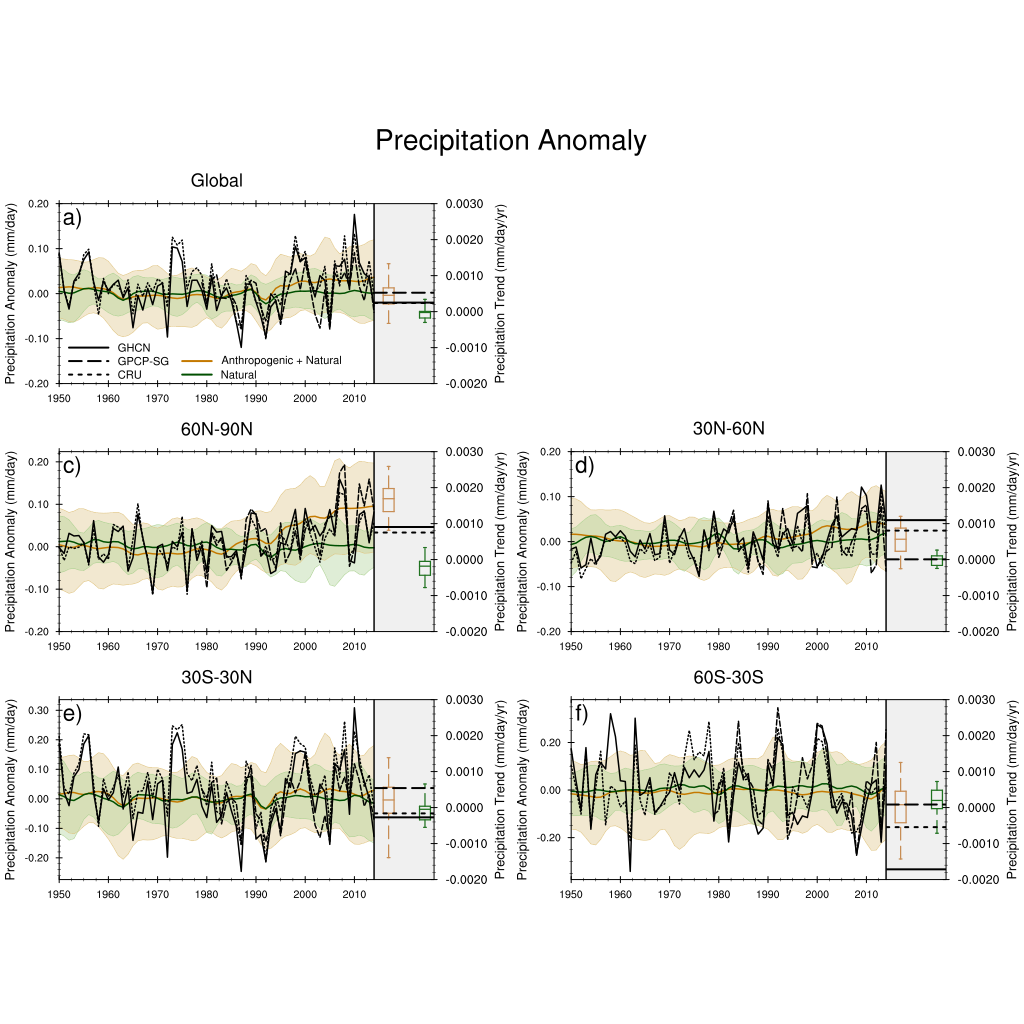 Precipitation Anomaly
Global
a)
Precipitation Anomaly (mm/day)
0.20
0.10
0.00
-0.10
-0.20
1950 1960 1970 1980 1990 2000 2010
0.0030
0.0020
0.0010
0.0000
-0.0010
-0.0020
Precipitation Trend (mm/day/yr)
GHCN
GPCP-SG
CRU
Anthropogenic + Natural
Natural
60N-90N
c)
Precipitation Anomaly (mm/day)
0.20
0.10
0.00
-0.10
-0.20
1950 1960 1970 1980 1990 2000 2010
0.0030
0.0020
0.0010
0.0000
-0.0010
-0.0020
Precipitation Trend (mm/day/yr)
30N-60N
d)
Precipitation Anomaly (mm/day)
0.20
0.10
0.00
-0.10
-0.20
1950 1960 1970 1980 1990 2000 2010
0.0030
0.0020
0.0010
0.0000
-0.0010
-0.0020
Precipitation Trend (mm/day/yr)
30S-30N
e)
Precipitation Anomaly (mm/day)
0.30
0.20
0.10
0.00
-0.10
-0.20
1950 1960 1970 1980 1990 2000 2010
0.0030
0.0020
0.0010
0.0000
-0.0010
-0.0020
Precipitation Trend (mm/day/yr)
60S-30S
f)
Precipitation Anomaly (mm/day)
0.20
0.00
-0.20
1950 1960 1970 1980 1990 2000 2010
0.0030
0.0020
0.0010
0.0000
-0.0010
-0.0020
Precipitation Trend (mm/day/yr)